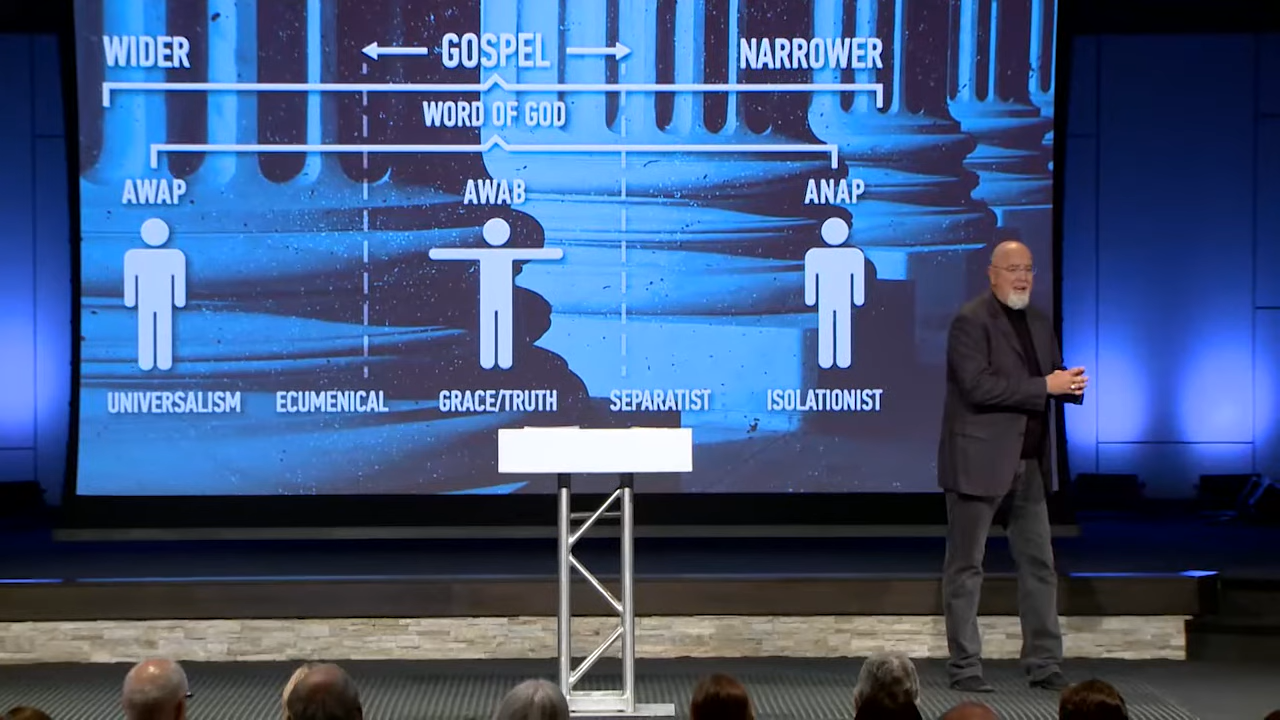 WIDER GOSPEL NARROWER
WORD OF GOD
AWAP AWAB ANAP
UNIVERSALISM ECUMENICAL GRACE/TRUTH SEPARATIST ISOLATIONIST